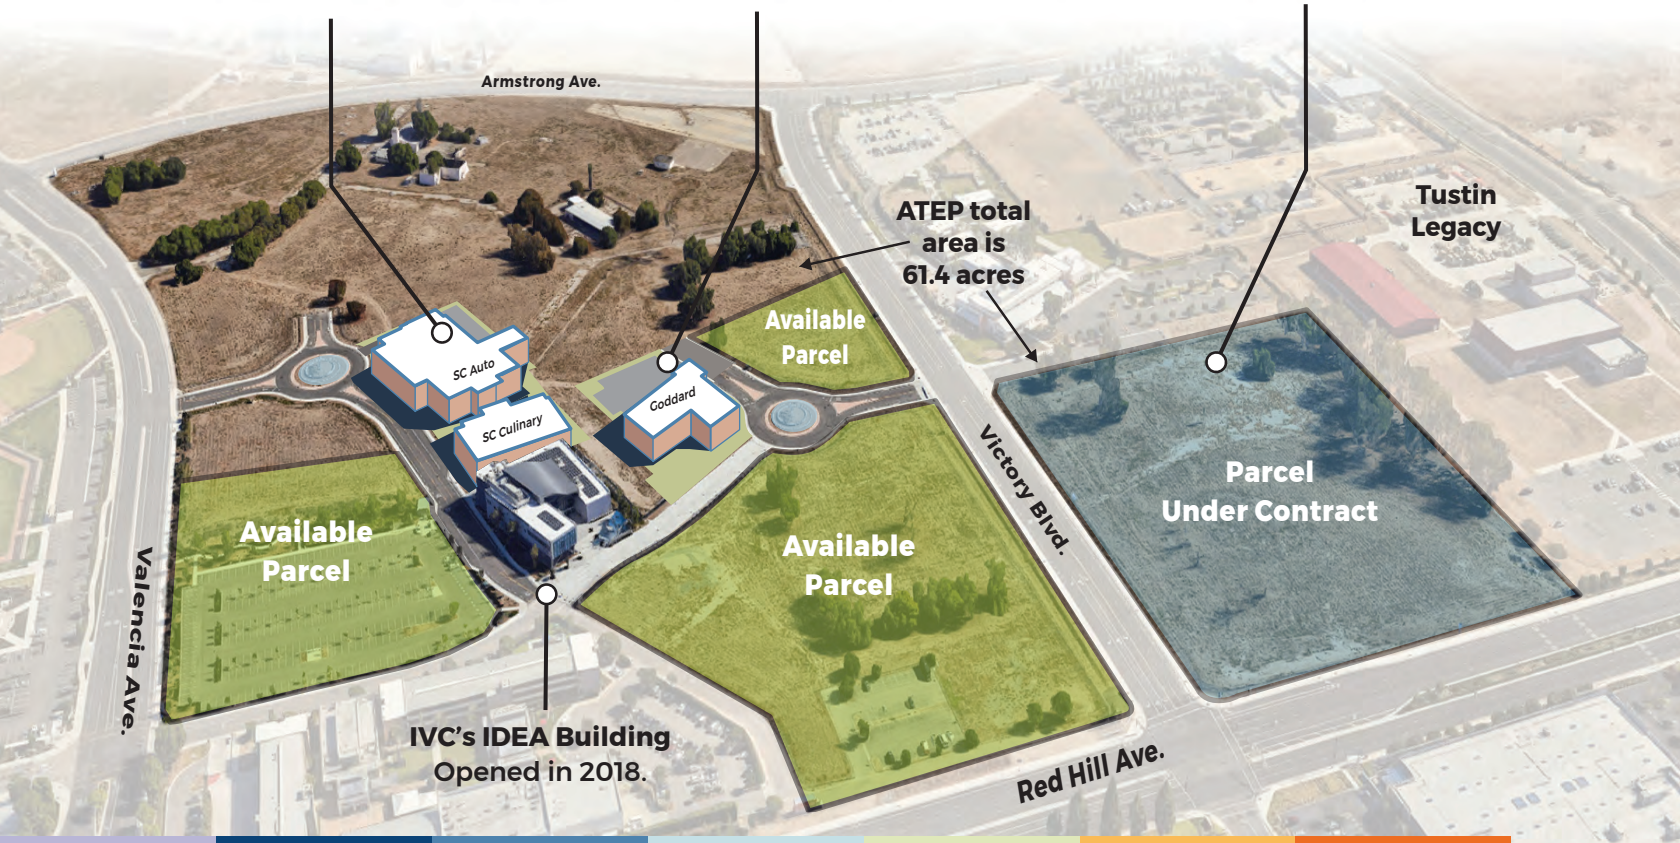 Armstrong Ave.
ATEP total
area is
61.4 acres
Tustin
Legacy
Available
Parcel
SC Auto
Goddard
SC Culinary
Victory Blvd.
Parcel
Under Contract
Available
Parcel
Available
Parcel
Valencia Ave.
IVC’s IDEA Building
Opened in 2018.
Red Hill Ave.